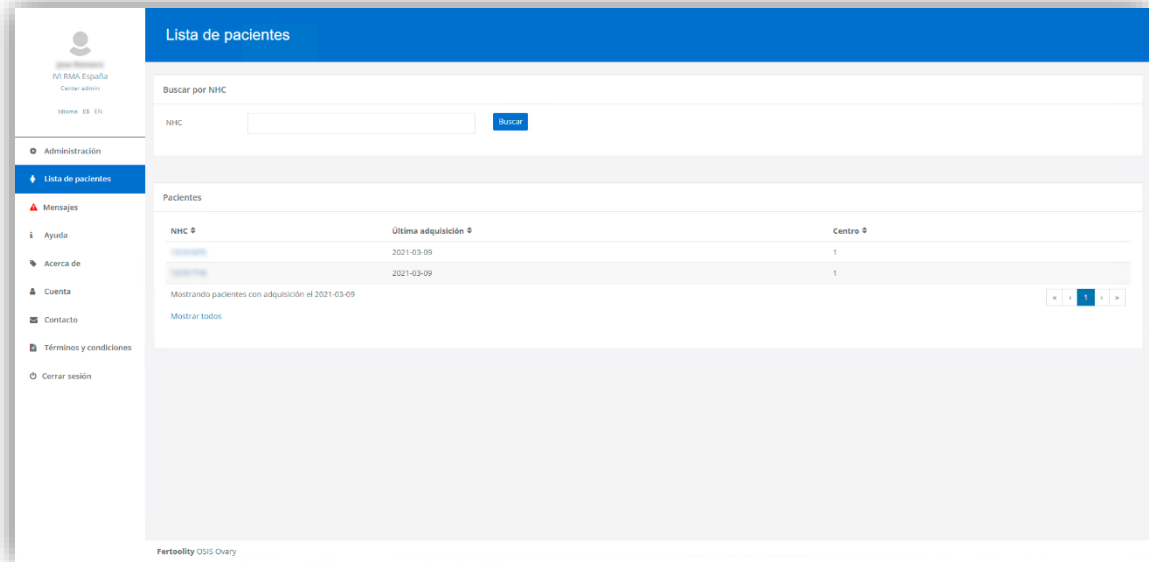 IVI RMA España
Center admin
Idioma ES EN
Administración
Lista de pacientes
Mensajes
Ayuda
Acerca de
Cuenta
Contacto
Términos y condiciones
Cerrar sesión
Lista de pacientes
Buscar por NHC
NHC
Buscar
Pacientes
NHC Última adquisición Centro
2021-03-09 1
2021-03-09 1
Mostrando pacientes con adquisición el 2021-03-09
« ‹ 1 › »
Mostrar todos
Fertoolity OSIS Ovary